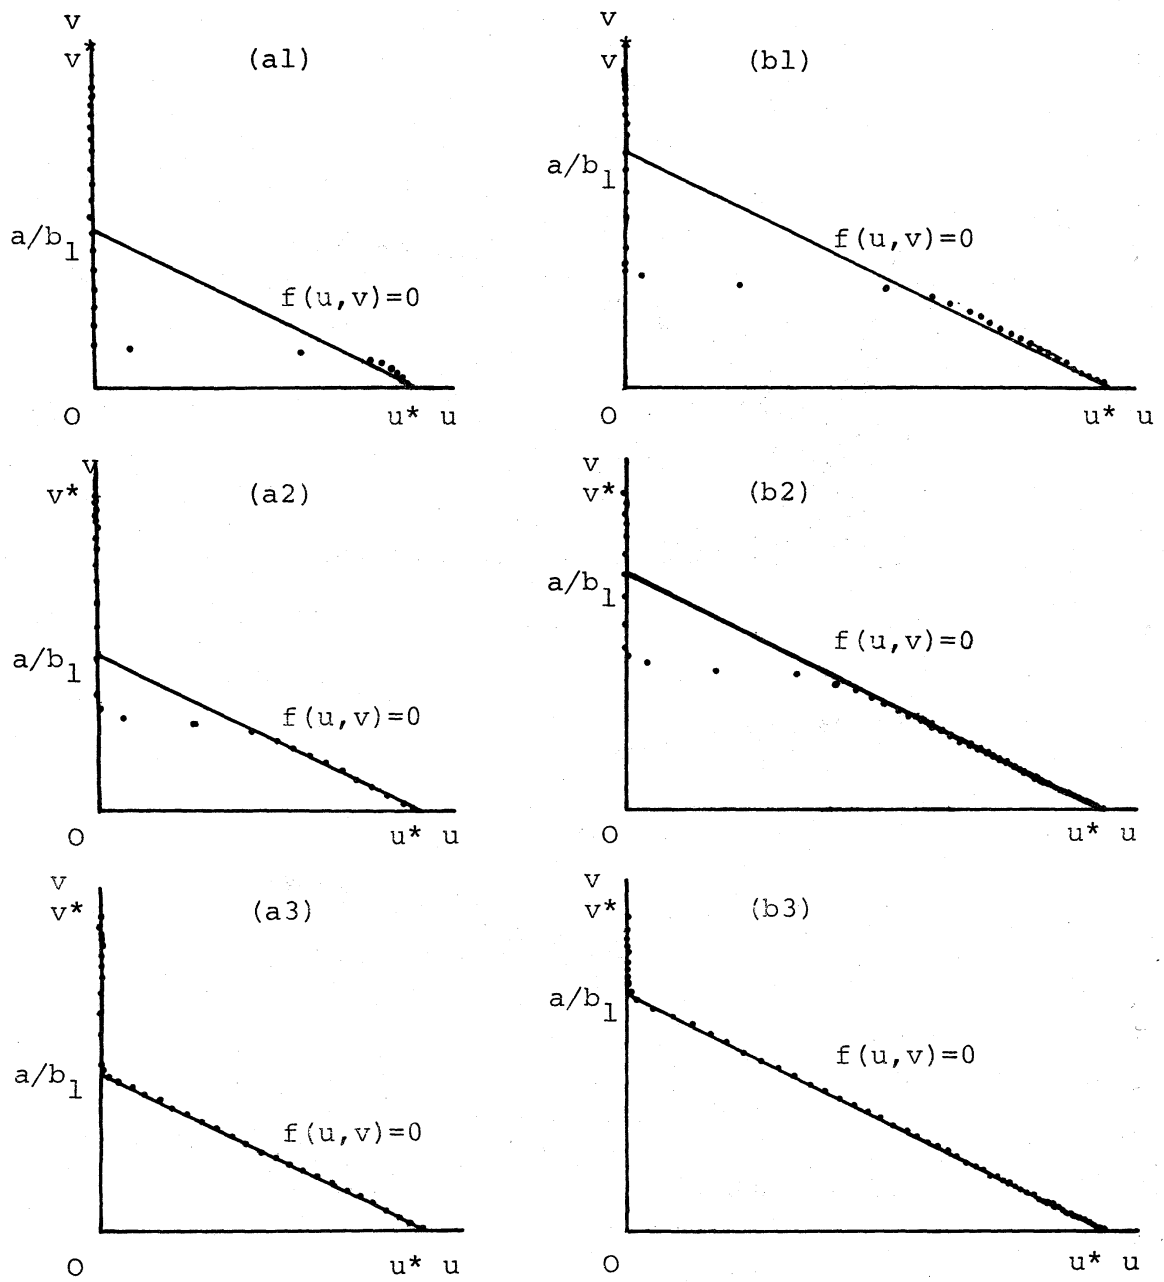 v
v* (a1)
a/b1
f(u,v)=0
O u* u
v
v* (b1)
a/b1
f(u,v)=0
O u* u
v
v* (a2)
a/b1
f(u,v)=0
O u* u
v
v* (b2)
a/b1
f(u,v)=0
O u* u
v
v* (a3)
a/b1
f(u,v)=0
O u* u
v
v* (b3)
a/b1
f(u,v)=0
O u* u